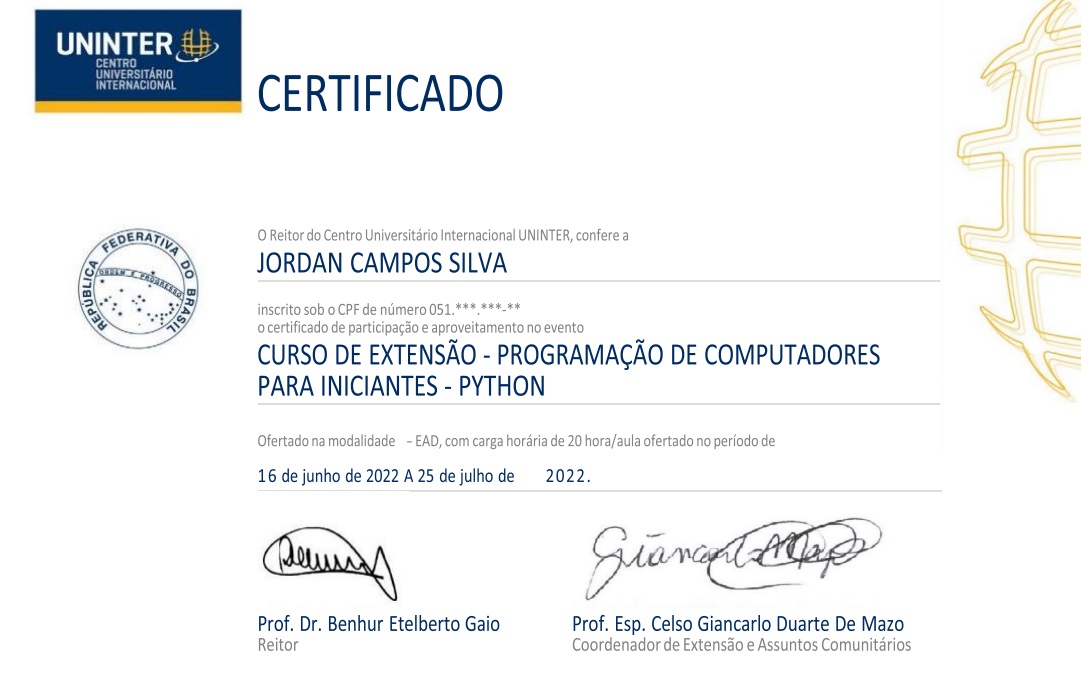 UNINTER
CENTRO
UNIVERSITÁRIO
INTERNACIONAL
CERTIFICADO
REPÚBLICA FEDERATIVA DO BRASIL
ORDEM E PROGRESSO
O Reitor do Centro Universitário Internacional UNINTER, confere a
JORDAN CAMPOS SILVA
inscrito sob o CPF de número 051.***.***-**
o certificado de participação e aproveitamento no evento
CURSO DE EXTENSÃO - PROGRAMAÇÃO DE COMPUTADORES
PARA INICIANTES - PYTHON
Ofertado na modalidade - EAD, com carga horária de 20 hora/aula ofertado no período de
16 de junho de 2022 A 25 de julho de 2022.
Prof. Dr. Benhur Etelberto Gaio
Reitor
Giancarlo
Prof. Esp. Celso Giancarlo Duarte De Mazo
Coordenador de Extensão e Assuntos Comunitários